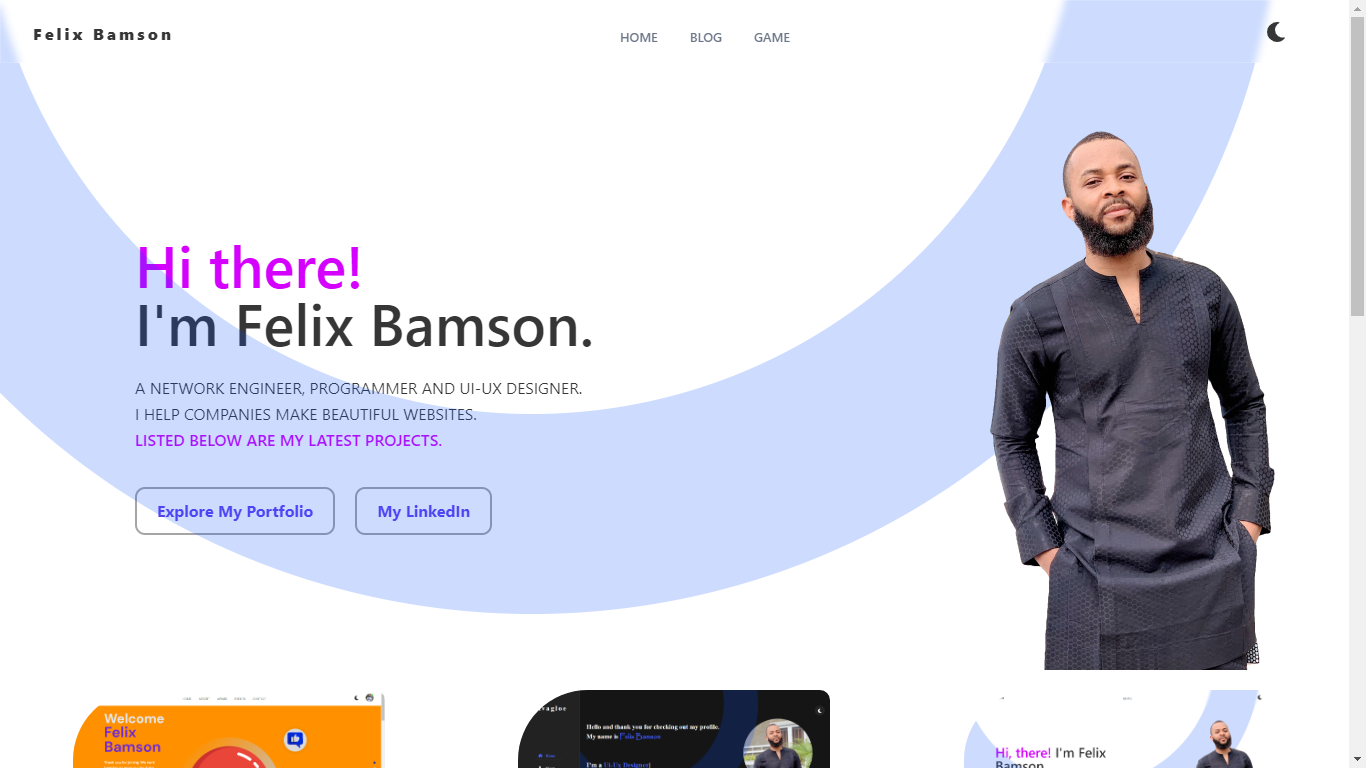 Felix Bamson
HOME BLOG GAME
Hi there!
I'm Felix Bamson.
A NETWORK ENGINEER, PROGRAMMER AND UI-UX DESIGNER.
I HELP COMPANIES MAKE BEAUTIFUL WEBSITES.
LISTED BELOW ARE MY LATEST PROJECTS.
Explore My Portfolio
My LinkedIn
Welcome
Felix
Bamson
Hello and thank you for checking out my profile.
My name is Felix Bamson
I'm a UI-Ux Designer
Hi, there! I'm Felix
Bamson